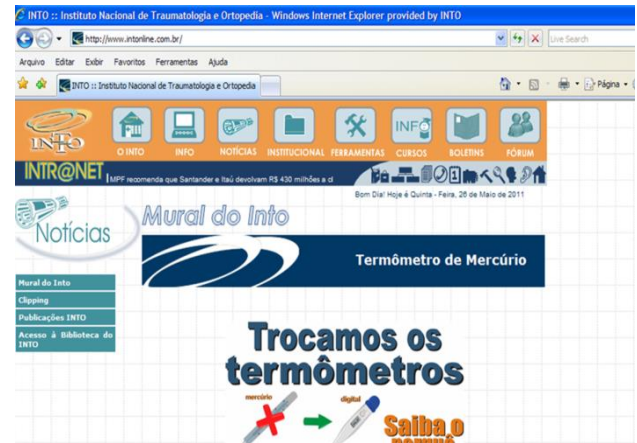 INTO :: Instituto Nacional de Traumatologia e Ortopedia - Windows Internet Explorer provided by INTO
http://www.intonline.com.br/
Live Search
Arquivo Editar Exibir Favoritos Ferramentas Ajuda
INTO :: Instituto Nacional de Traumatologia e Ortopedia
Página
INTO
INFO
O INTO INFO NOTÍCIAS INSTITUCIONAL FERRAMENTAS CURSOS BOLETINS FÓRUM
INTR@NET
MPF recomenda que Santander e Itaú devolvam R$ 430 milhões a cl
Bom Dia! Hoje é Quinta - Feira, 26 de Maio de 2011
Notícias
Mural do Into
Termômetro de Mercúrio
Mural do Into
Clipping
Publicações INTO
Acesso à Biblioteca do
INTO
Trocamos os
termômetros
mercúrio digital
Saiba o